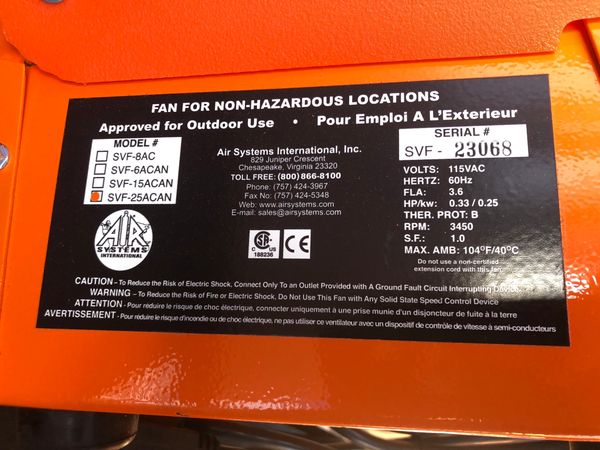 FAN FOR NON-HAZARDOUS LOCATIONS
Approved for Outdoor Use • Pour Emploi A L'Exterieur
MODEL #
SVF-8AC
SVF-6ACAN
SVF-15ACAN
SVF-25ACAN
AIR
SYSTEMS
INTERNATIONAL
Air Systems International, Inc.
829 Juniper Crescent
Chesapeake, Virginia 23320
TOLL FREE: (800) 866-8100
Phone: (757) 424-3967
Fax: (757) 424-5348
Web: www.airsystems.com
E-mail: sales@airsystems.com
C US
188236
CE
SERIAL #
SVF - 23068
VOLTS: 115VAC
HERTZ: 60Hz
FLA: 3.6
HP/kw: 0.33 / 0.25
THER. PROT: B
RPM: 3450
S.F.: 1.0
MAX. AMB: 104°F/40°C
Do not use a non-certified
extension cord with this fan.
CAUTION - To Reduce the Risk of Electric Shock, Connect Only To an Outlet Provided with A Ground Fault Circuit Interrupting Device
WARNING – To Reduce the Risk of Fire or Electric Shock, Do Not Use This Fan with Any Solid State Speed Control Device
ATTENTION - Pour réduire le risque de choc électrique, connecter uniquement à une prise munie d'un disjoncteur de fuite à la terre
AVERTISSEMENT - Pour réduire le risque d'incendie ou de choc électrique, ne pas utiliser ce ventilateur avec un dispositif de contrôle de vitesse à semi-conducteurs